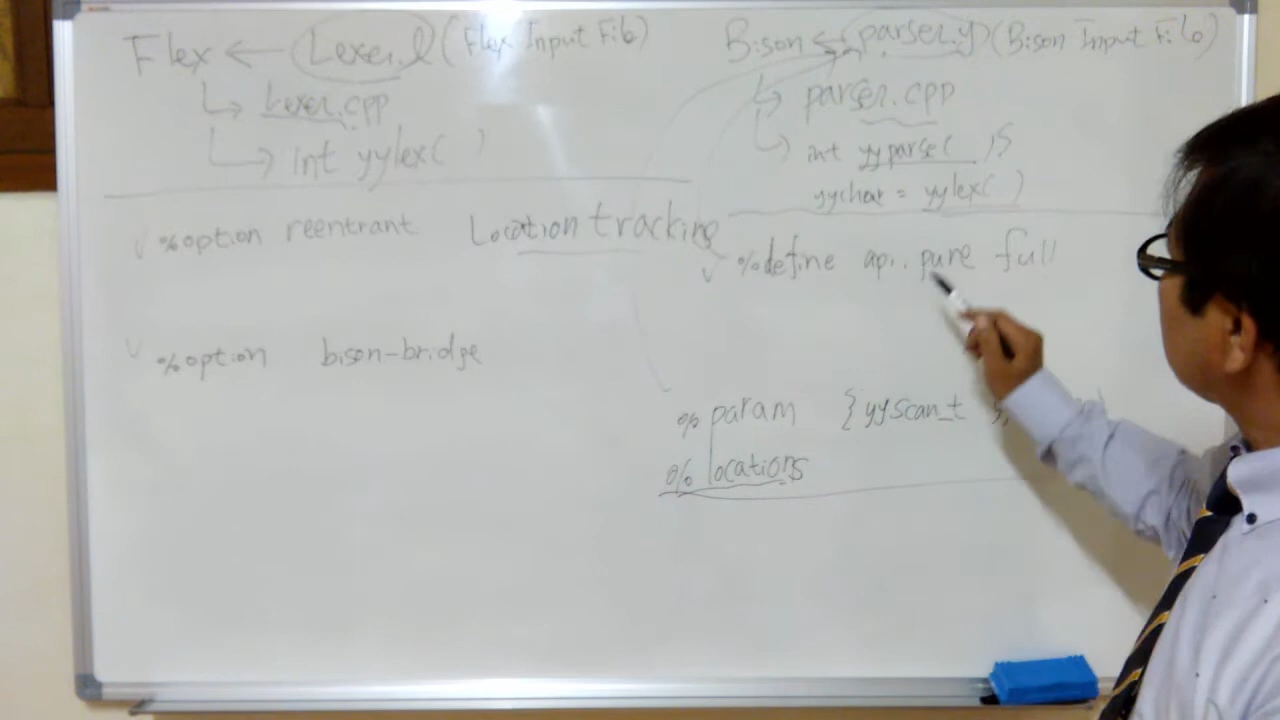 Flex ← Lexer.l (Flex Input File)
Lexer.cpp
int yylex( )
Bison ← parser.y (Bison Input File)
parser.cpp
int yyparse( )
yychar = yylex( )
%option reentrant
Location tracking
%define api.pure full
%option bison-bridge
%param {yyscan_t
%locations